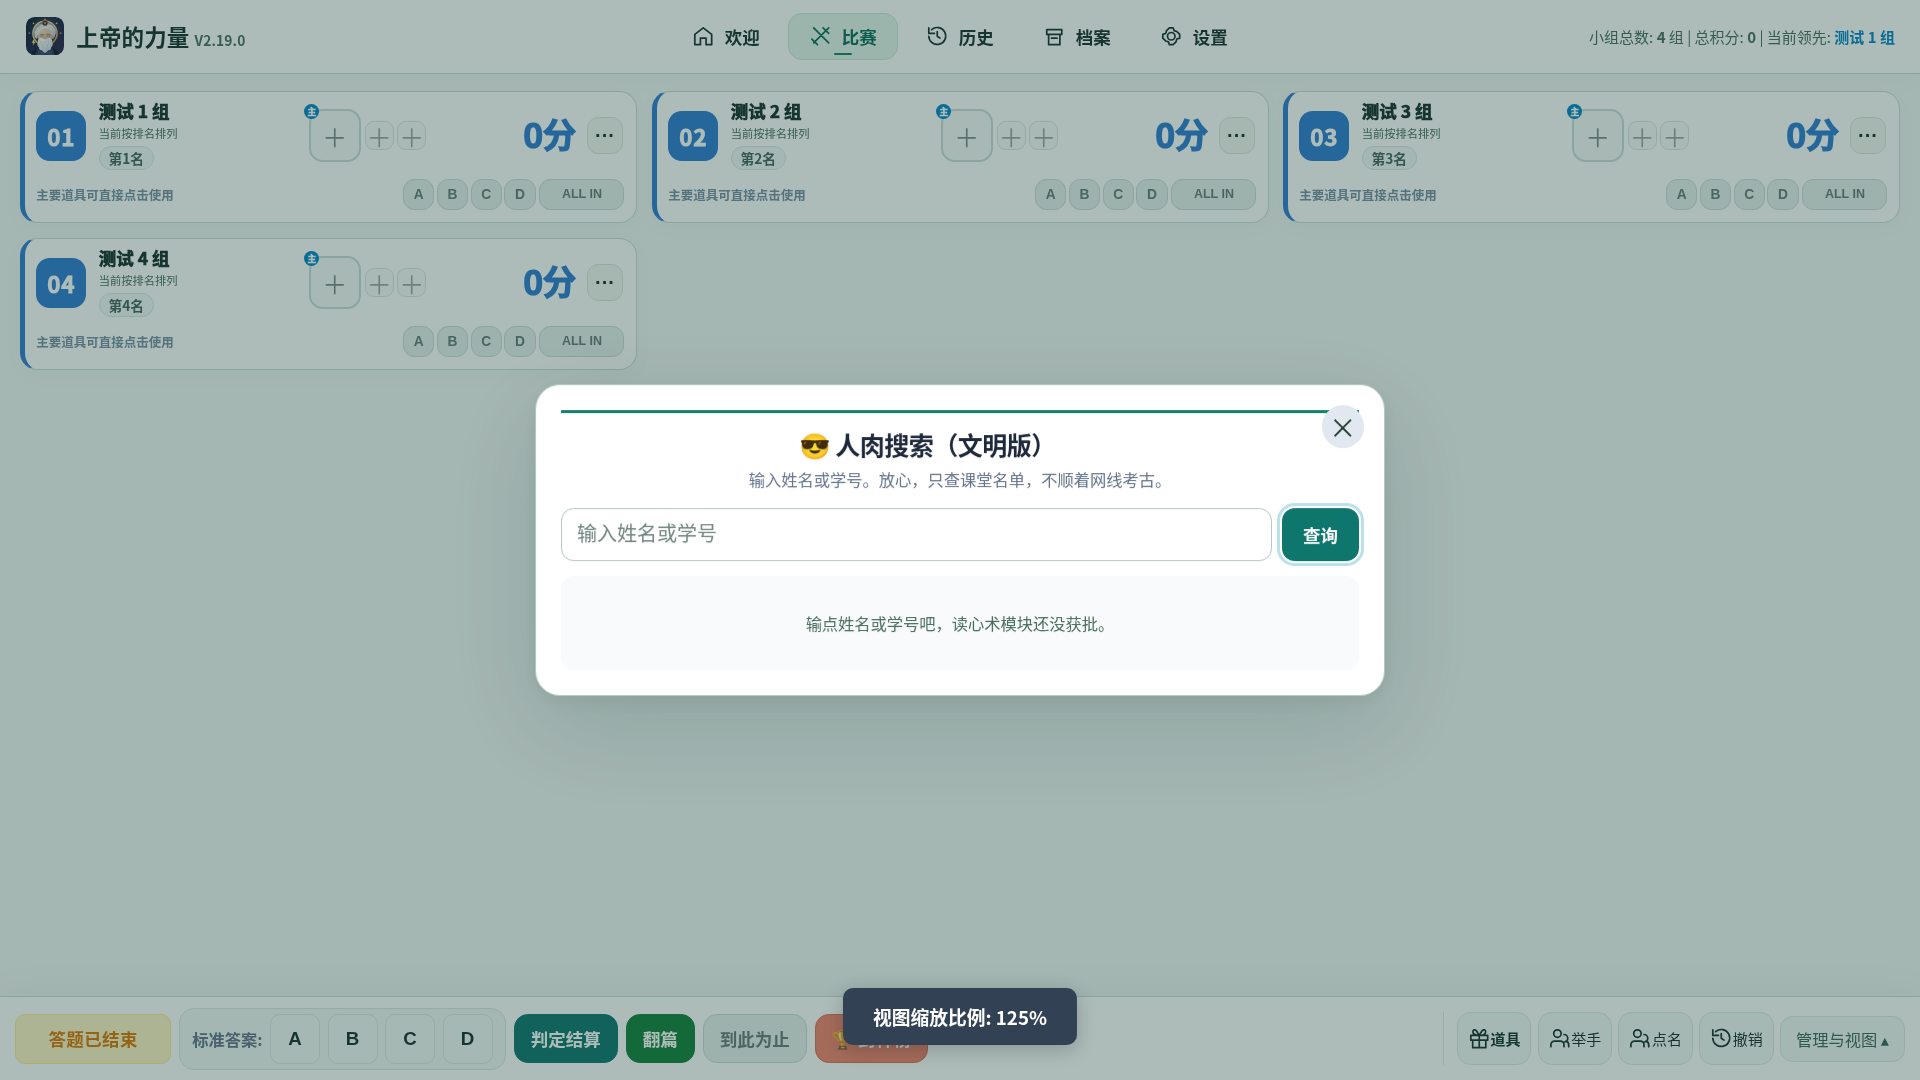 上帝的力量 V2.19.0
欢迎
比赛
历史
档案
设置
小组总数: 4 组 | 总积分: 0 | 当前领先: 测试 1 组
01
测试 1 组
当前按排名排列
第1名
主
0分
主要道具可直接点击使用
A B C D ALL IN
02
测试 2 组
当前按排名排列
第2名
主
0分
主要道具可直接点击使用
A B C D ALL IN
03
测试 3 组
当前按排名排列
第3名
主
0分
主要道具可直接点击使用
A B C D ALL IN
04
测试 4 组
当前按排名排列
第4名
主
0分
主要道具可直接点击使用
A B C D ALL IN
😎 人肉搜索（文明版）
输入姓名或学号。放心，只查课堂名单，不顺着网线考古。
输入姓名或学号
查询
输点姓名或学号吧，读心术模块还没获批。
视图缩放比例: 125%
答题已结束
标准答案: A B C D
判定结算
翻篇
到此为止
道具
举手
点名
撤销
管理与视图 ▴